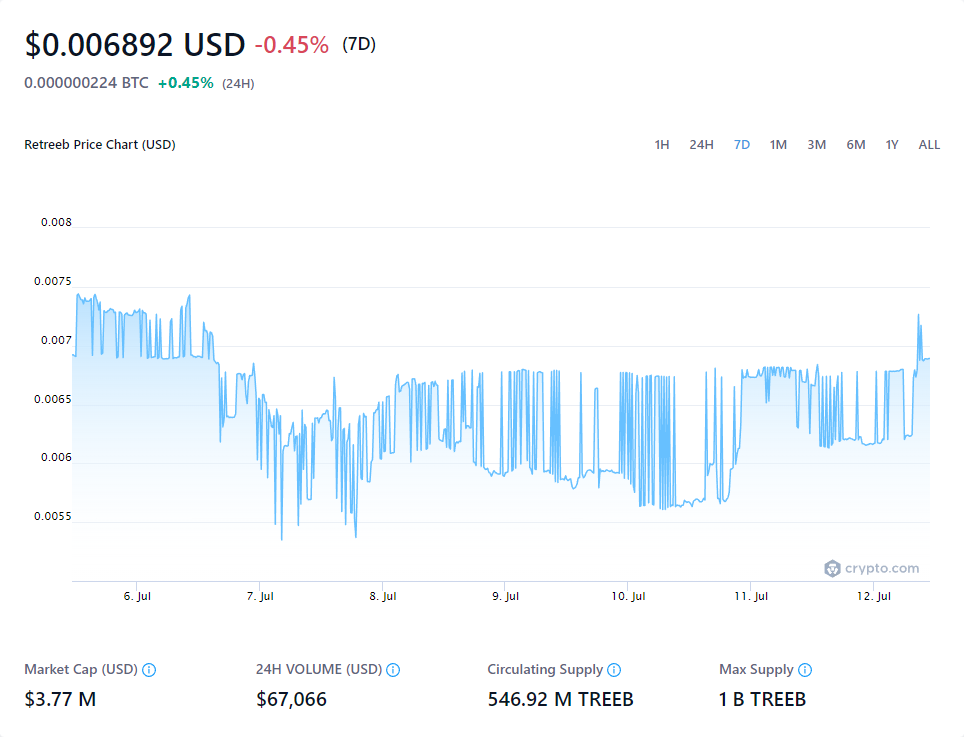 $0.006892 USD -0.45% (7D)
0.000000224 BTC +0.45% (24H)
Retreeb Price Chart (USD) 1H 24H 7D 1M 3M 6M 1Y ALL
0.008
0.0075
0.007
0.0065
0.006
0.0055
crypto.com
6. Jul 7. Jul 8. Jul 9. Jul 10. Jul 11. Jul 12. Jul
Market Cap (USD) 24H VOLUME (USD) Circulating Supply Max Supply
$3.77 M $67,066 546.92 M TREEB 1 B TREEB